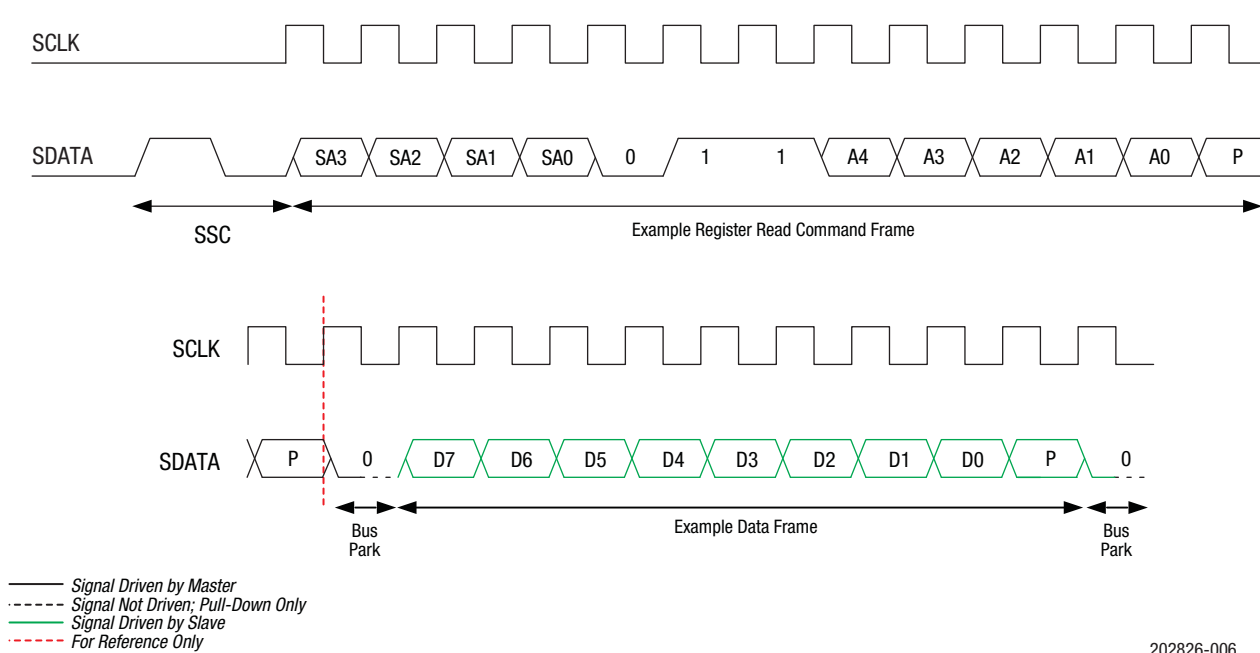 SCLK
SDATA SA3 SA2 SA1 SA0 0 1 1 A4 A3 A2 A1 A0 P
SSC
Example Register Read Command Frame
SCLK
SDATA P 0 D7 D6 D5 D4 D3 D2 D1 D0 P 0
Bus
Park
Example Data Frame
Bus
Park
Signal Driven by Master
Signal Not Driven; Pull-Down Only
Signal Driven by Slave
For Reference Only
202826-006